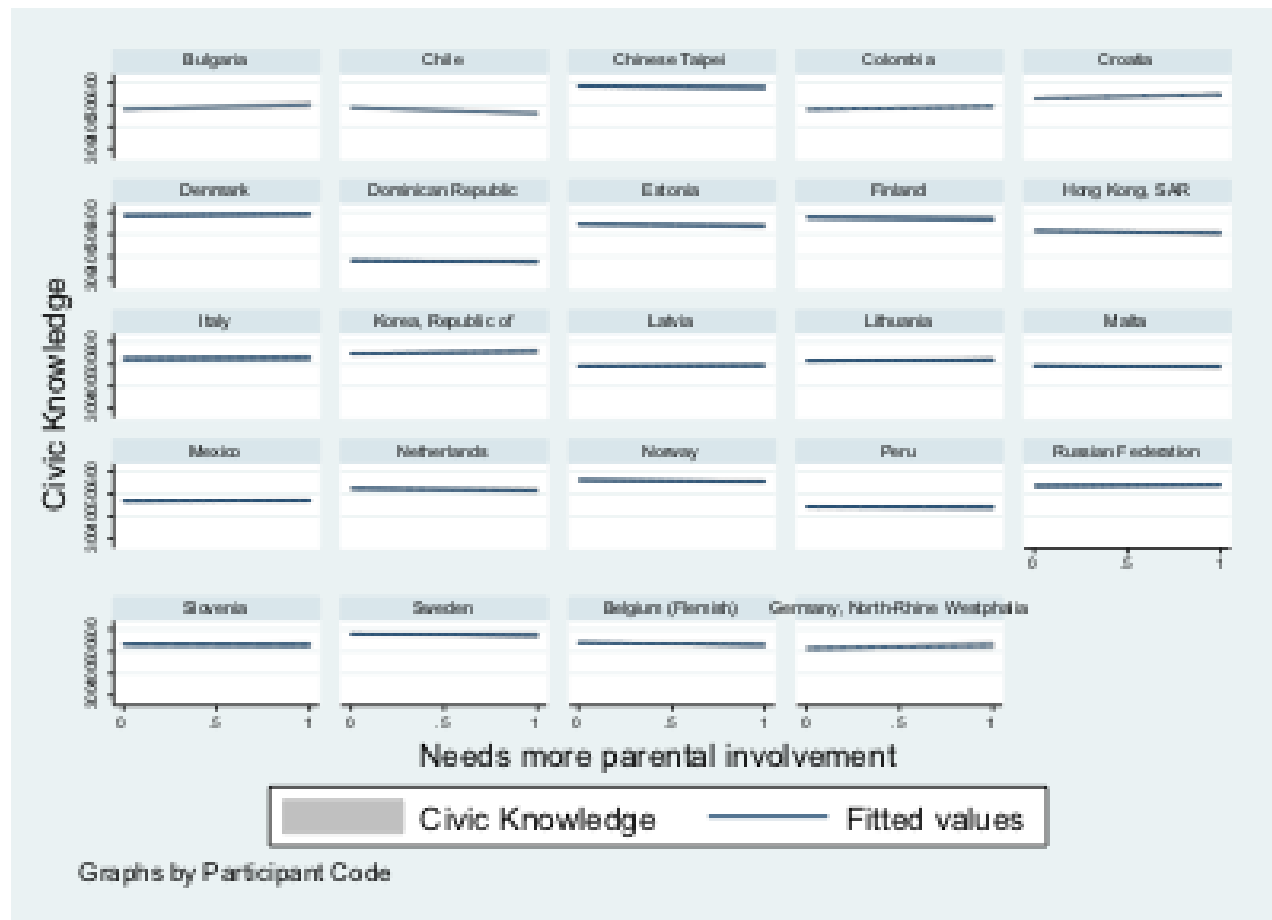 Bulgaria Chile Chinese Taipei Colombia Croatia
Denmark Dominican Republic Estonia Finland Hong Kong, SAR
Italy Korea, Republic of Latvia Lithuania Malta
Mexico Netherlands Norway Peru Russian Federation
0 .5 1
Slovenia Sweden Belgium (Flemish) Germany, North-Rhine Westphalia
0 .5 1 0 .5 1 0 .5 1 0 .5 1
Civic Knowledge
Needs more parental involvement
Civic Knowledge Fitted values
Graphs by Participant Code